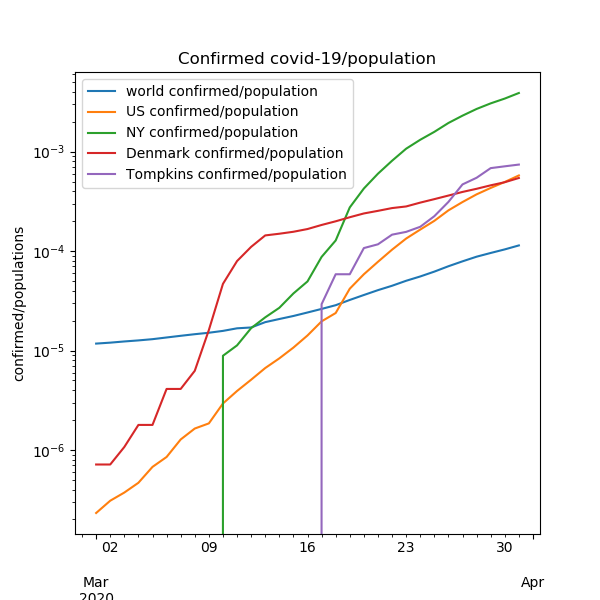 Confirmed covid-19/population
world confirmed/population
US confirmed/population
NY confirmed/population
Denmark confirmed/population
Tompkins confirmed/population
confirmed/populations
10⁻³
10⁻⁴
10⁻⁵
10⁻⁶
02 09 16 23 30
Mar Apr
2020